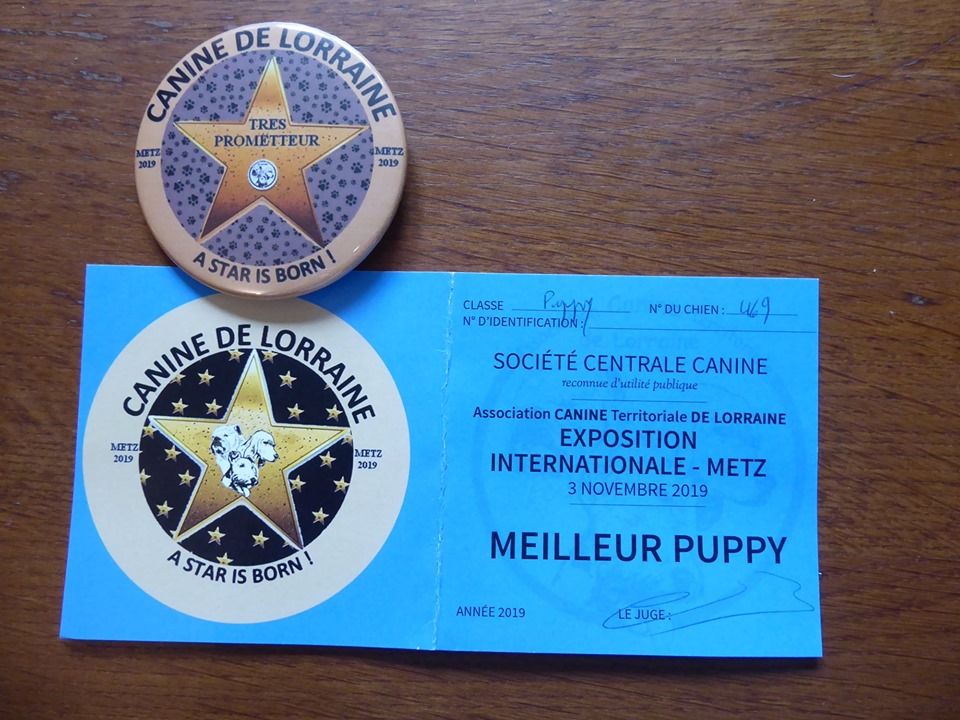 CANINE DE LORRAINE
TRES
PROMETTEUR
METZ
2019
METZ
2019
A STAR IS BORN !
CANINE DE LORRAINE
METZ
2019
METZ
2019
A STAR IS BORN !
CLASSE Puppy N° DU CHIEN : 469
N° D'IDENTIFICATION :
SOCIÉTÉ CENTRALE CANINE
reconnue d'utilité publique
Association CANINE Territoriale DE LORRAINE
EXPOSITION
INTERNATIONALE - METZ
3 NOVEMBRE 2019
MEILLEUR PUPPY
ANNÉE 2019 LE JUGE :